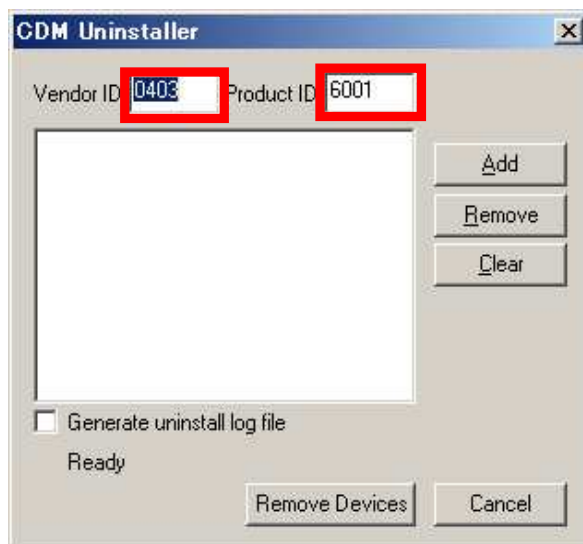 CDM Uninstaller
Vendor ID 0403 Product ID 6001
Add
Remove
Clear
Generate uninstall log file
Ready
Remove Devices Cancel